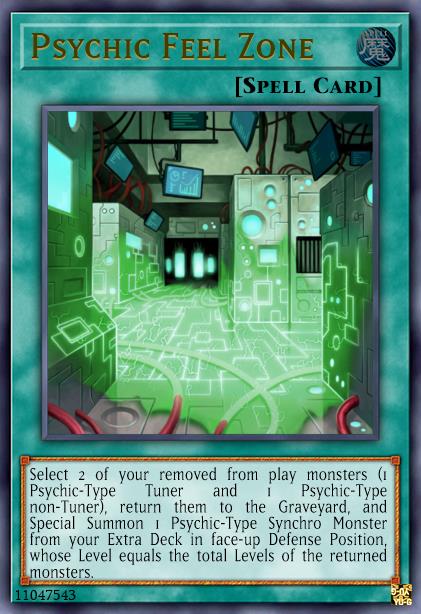 Psychic Feel Zone
魔
[Spell Card]
Select 2 of your removed from play monsters (1
Psychic-Type Tuner and 1 Psychic-Type
non-Tuner), return them to the Graveyard, and
Special Summon 1 Psychic-Type Synchro Monster
from your Extra Deck in face-up Defense Position,
whose Level equals the total Levels of the returned
monsters.
11047543